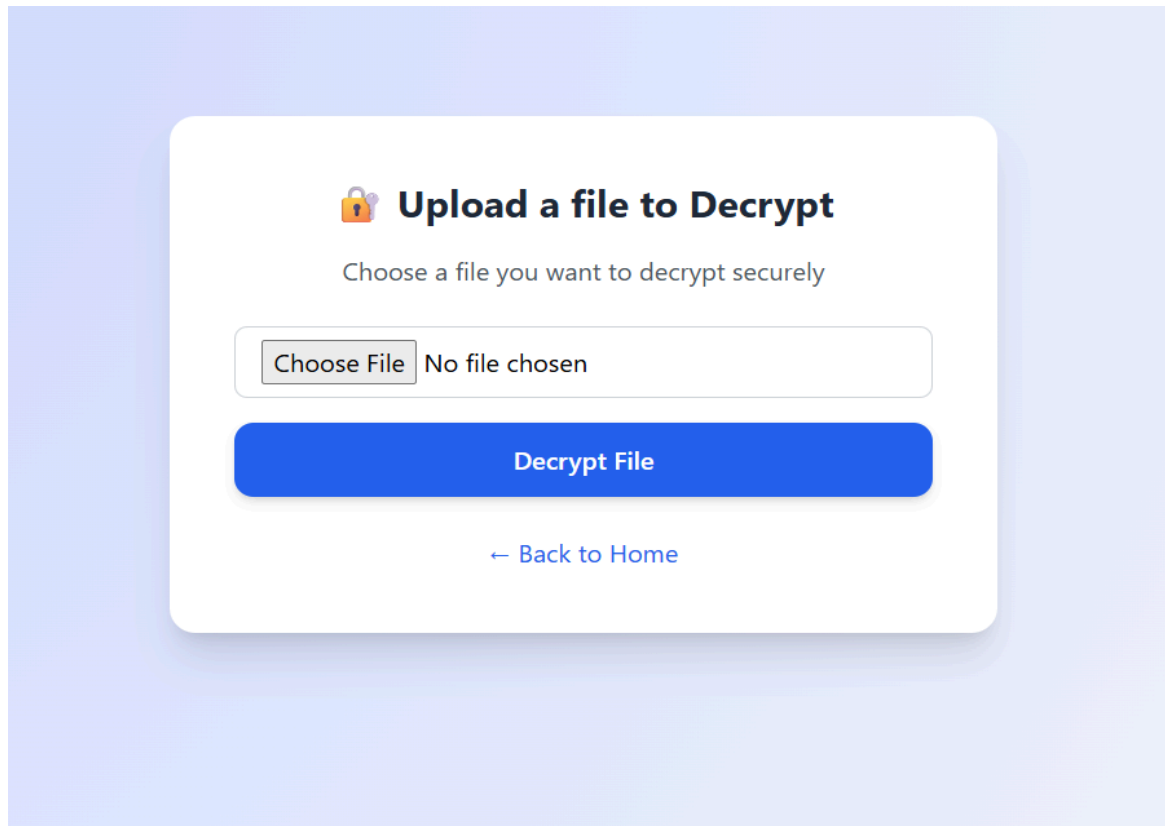 🔐 Upload a file to Decrypt
Choose a file you want to decrypt securely
Choose File No file chosen
Decrypt File
← Back to Home